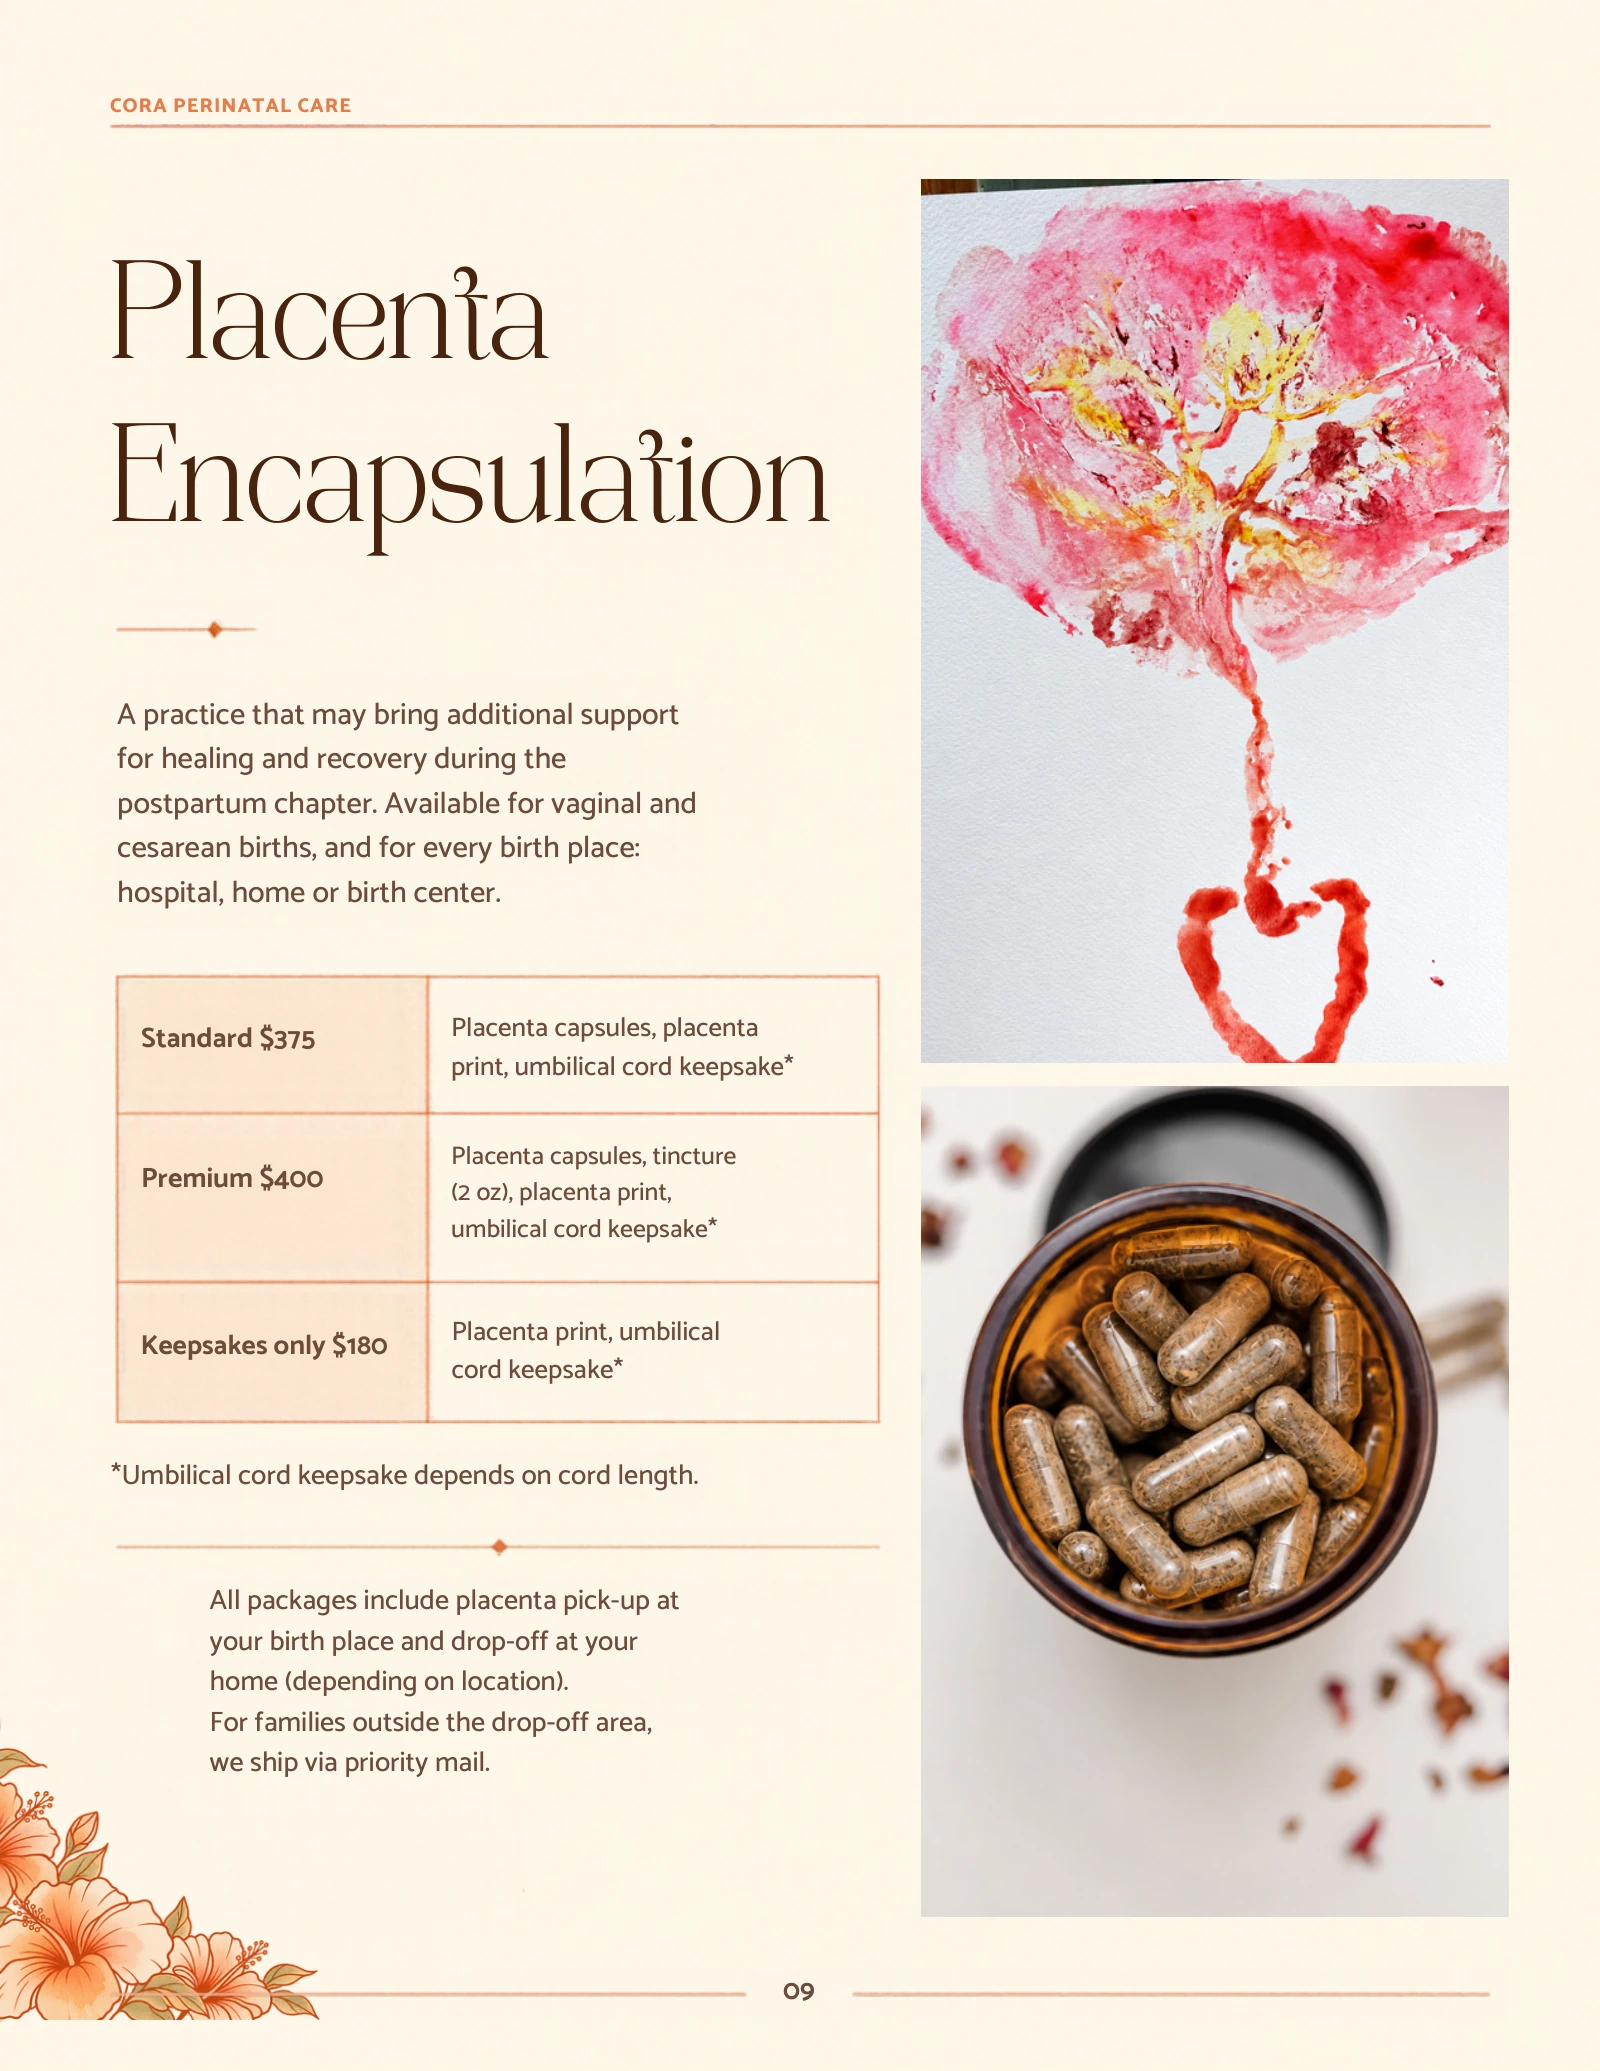 CORA PERINATAL CARE
Placenta
Encapsulation
A practice that may bring additional support
for healing and recovery during the
postpartum chapter. Available for vaginal and
cesarean births, and for every birth place:
hospital, home or birth center.
Standard $375
Placenta capsules, placenta
print, umbilical cord keepsake*
Premium $400
Placenta capsules, tincture
(2 oz), placenta print,
umbilical cord keepsake*
Keepsakes only $180
Placenta print, umbilical
cord keepsake*
*Umbilical cord keepsake depends on cord length.
All packages include placenta pick-up at
your birth place and drop-off at your
home (depending on location).
For families outside the drop-off area,
we ship via priority mail.
09